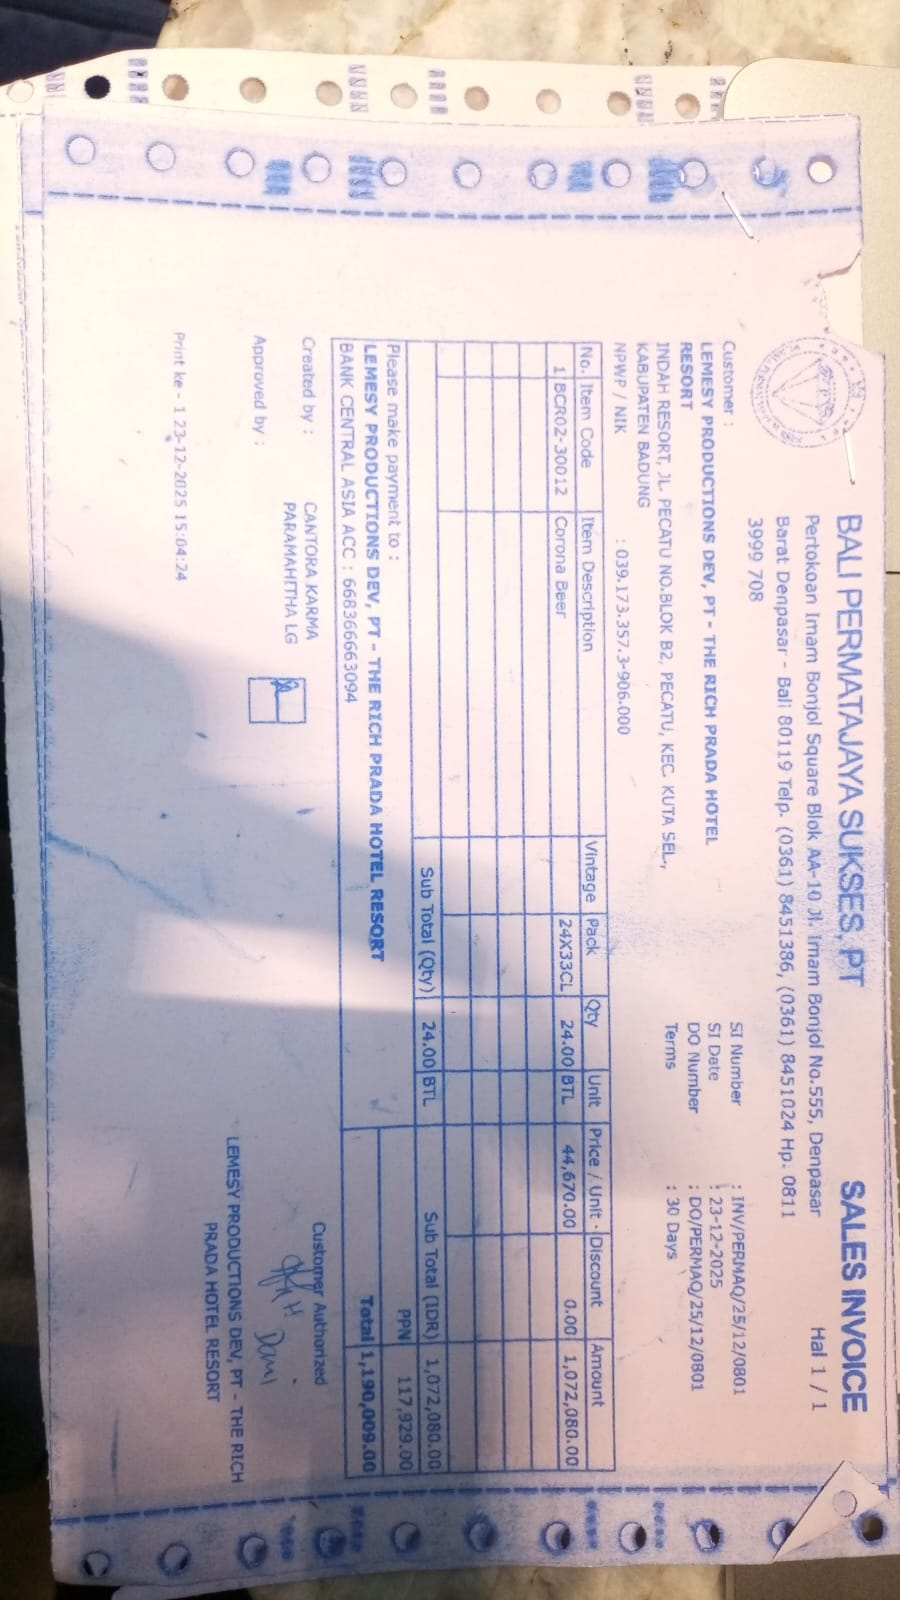 BALI PERMATAJAYA SUKSES, PT
SALES INVOICE
Pertokoan Imam Bonjol Square Blok AA-10 Jl. Imam Bonjol No.555, Denpasar
Hal 1 / 1
Barat Denpasar - Bali 80119 Telp. (0361) 8451386, (0361) 8451024 Hp. 0811
3999 708
Customer :
LEMESY PRODUCTIONS DEV, PT - THE RICH PRADA HOTEL
RESORT
INDAH RESORT, JL. PECATU NO.BLOK B2, PECATU, KEC. KUTA SEL.,
KABUPATEN BADUNG
NPWP / NIK : 039.173.357.3-906.000
SI Number : INV/PERMAQ/25/12/0801
SI Date : 23-12-2025
DO Number : DO/PERMAQ/25/12/0801
Terms : 30 Days
No. Item Code Item Description Vintage Pack Qty Unit Price / Unit Discount Amount
1 BCR02-30012 Corona Beer 24X33CL 24.00 BTL 44,670.00 0.00 1,072,080.00
Sub Total (Qty) 24.00 BTL Sub Total (IDR) 1,072,080.00
PPN 117,929.00
Total 1,190,009.00
Please make payment to :
LEMESY PRODUCTIONS DEV, PT - THE RICH PRADA HOTEL RESORT
BANK CENTRAL ASIA ACC : 66836663094
Created by : CANTORA KARMA
PARAMAHITHA LG
Customer Authorized
Approved by :
LEMESY PRODUCTIONS DEV, PT - THE RICH
PRADA HOTEL RESORT
Print ke - 1 23-12-2025 15:04:24